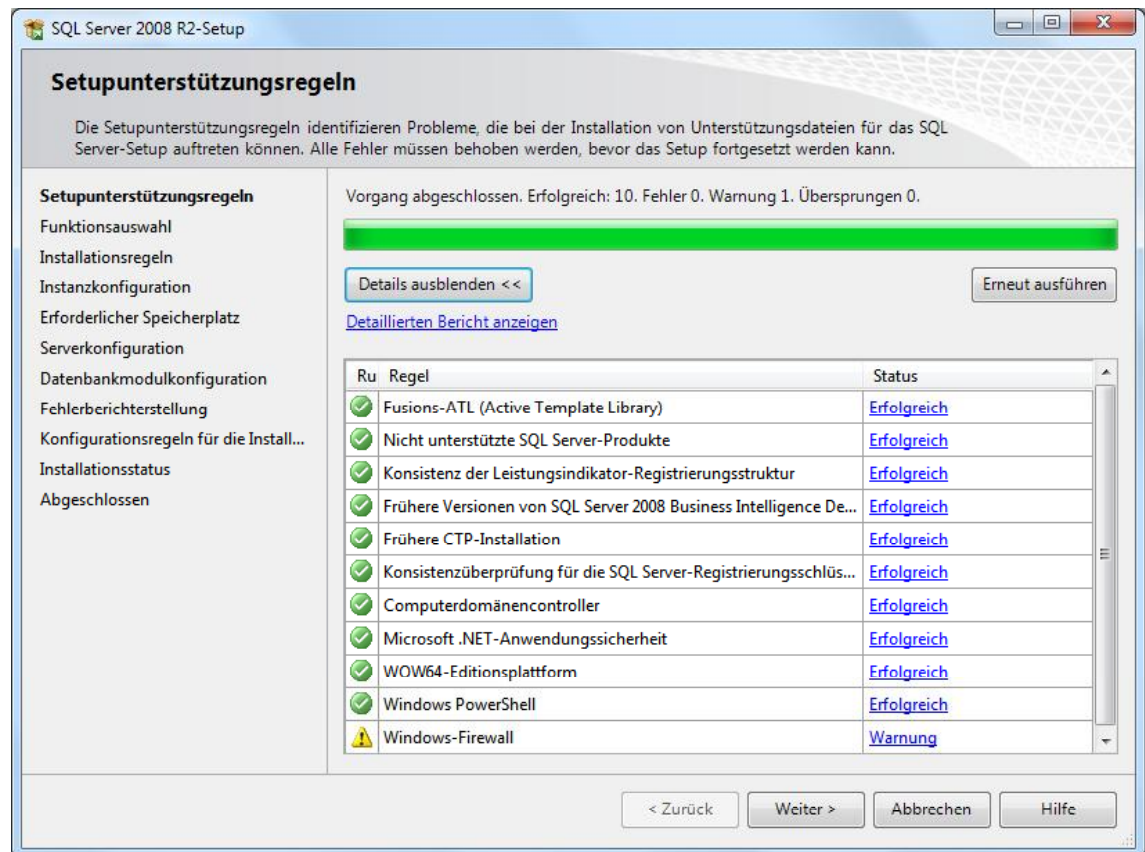 SQL Server 2008 R2-Setup
Setupunterstützungsregeln
Die Setupunterstützungsregeln identifizieren Probleme, die bei der Installation von Unterstützungsdateien für das SQL
Server-Setup auftreten können. Alle Fehler müssen behoben werden, bevor das Setup fortgesetzt werden kann.
Setupunterstützungsregeln
Funktionsauswahl
Installationsregeln
Instanzkonfiguration
Erforderlicher Speicherplatz
Serverkonfiguration
Datenbankmodulkonfiguration
Fehlerberichterstellung
Konfigurationsregeln für die Install...
Installationsstatus
Abgeschlossen
Vorgang abgeschlossen. Erfolgreich: 10. Fehler 0. Warnung 1. Übersprungen 0.
Details ausblenden <<
Erneut ausführen
Detaillierten Bericht anzeigen
Ru Regel Status
Fusions-ATL (Active Template Library) Erfolgreich
Nicht unterstützte SQL Server-Produkte Erfolgreich
Konsistenz der Leistungsindikator-Registrierungsstruktur Erfolgreich
Frühere Versionen von SQL Server 2008 Business Intelligence De... Erfolgreich
Frühere CTP-Installation Erfolgreich
Konsistenzüberprüfung für die SQL Server-Registrierungsschlüs... Erfolgreich
Computerdomänencontroller Erfolgreich
Microsoft .NET-Anwendungssicherheit Erfolgreich
WOW64-Editionsplattform Erfolgreich
Windows PowerShell Erfolgreich
Windows-Firewall Warnung
< Zurück
Weiter >
Abbrechen
Hilfe